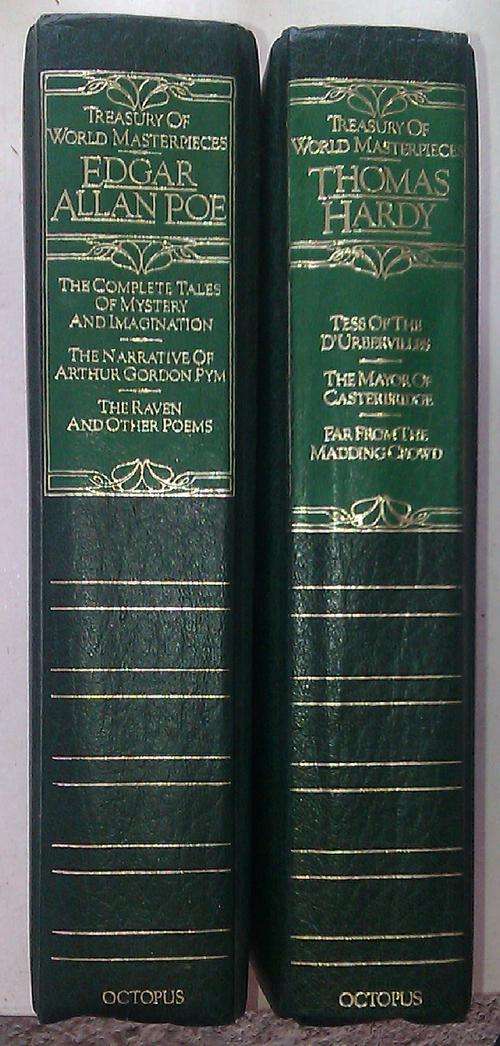 TREASURY OF
WORLD MASTERPIECES
EDGAR
ALLAN POE
THE COMPLETE TALES
OF MYSTERY
AND IMAGINATION
THE NARRATIVE OF
ARTHUR GORDON PYM
THE RAVEN
AND OTHER POEMS
OCTOPUS
TREASURY OF
WORLD MASTERPIECES
THOMAS
HARDY
TESS OF THE
D'URBERVILLES
THE MAYOR OF
CASTERBRIDGE
FAR FROM THE
MADDING CROWD
OCTOPUS